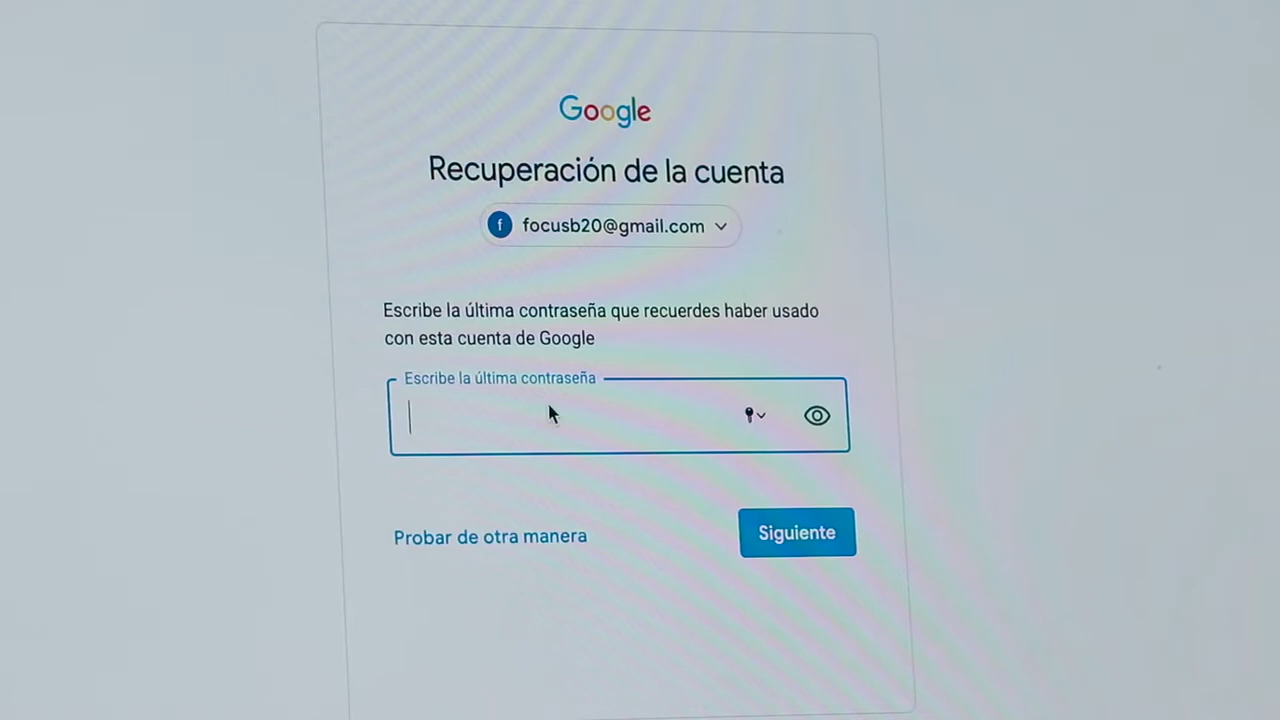 Google
Recuperación de la cuenta
f focusb20@gmail.com
Escribe la última contraseña que recuerdes haber usado
con esta cuenta de Google
Escribe la última contraseña
Probar de otra manera
Siguiente